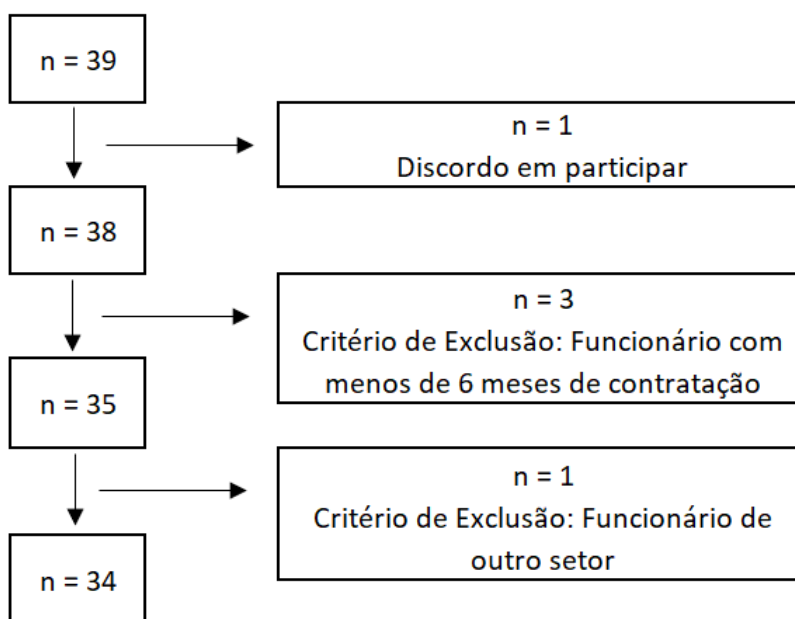 n = 39
n = 1
Discordo em participar
n = 38
n = 3
Critério de Exclusão: Funcionário com
menos de 6 meses de contratação
n = 35
n = 1
Critério de Exclusão: Funcionário de
outro setor
n = 34